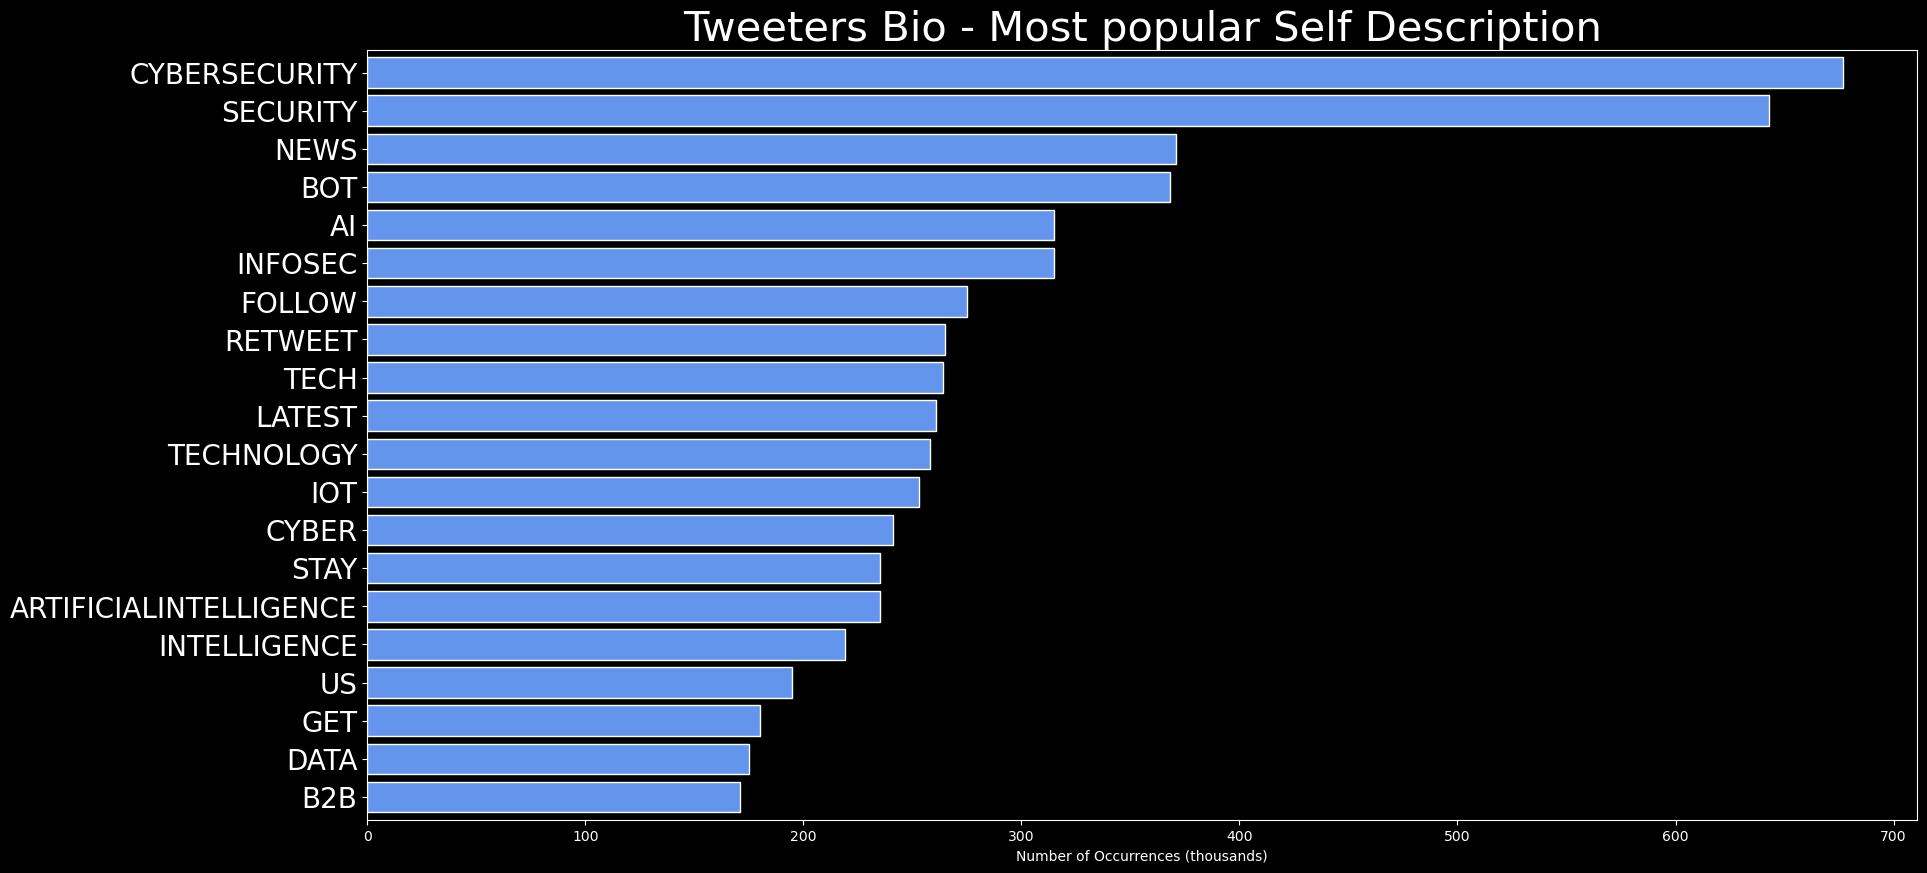 Tweeters Bio - Most popular Self Description
CYBERSECURITY
SECURITY
NEWS
BOT
AI
INFOSEC
FOLLOW
RETWEET
TECH
LATEST
TECHNOLOGY
IOT
CYBER
STAY
ARTIFICIALINTELLIGENCE
INTELLIGENCE
US
GET
DATA
B2B
0 100 200 300 400 500 600 700
Number of Occurrences (thousands)